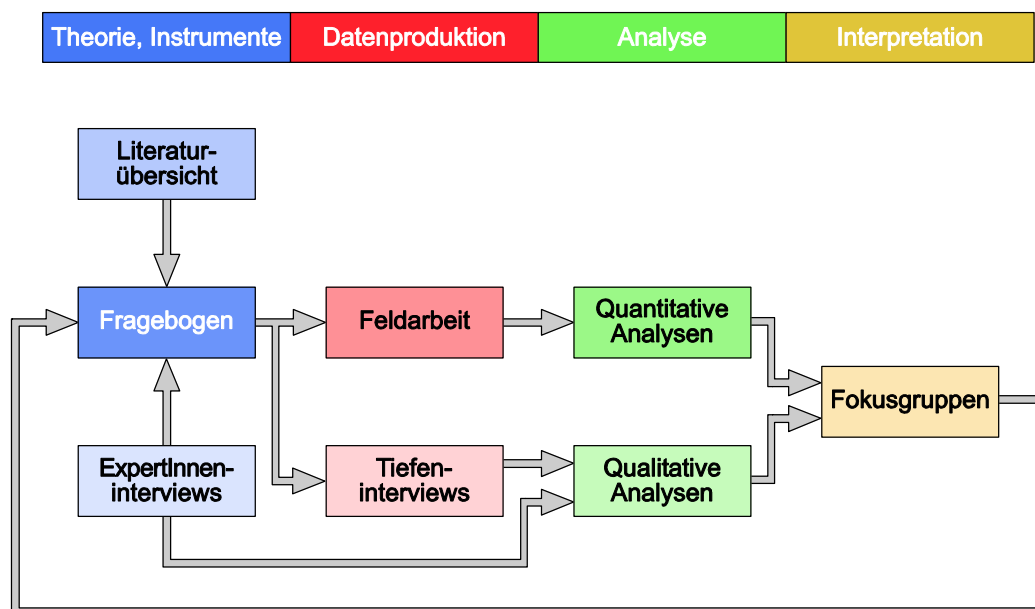 Theorie, Instrumente
Datenproduktion
Analyse
Interpretation
Literatur-
übersicht
Fragebogen
Feldarbeit
Quantitative
Analysen
Fokusgruppen
ExpertInnen-
interviews
Tiefen-
interviews
Qualitative
Analysen